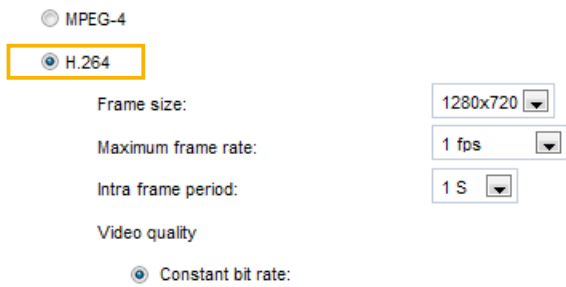 MPEG-4
H.264
Frame size: 1280x720
Maximum frame rate: 1 fps
Intra frame period: 1 S
Video quality
Constant bit rate: